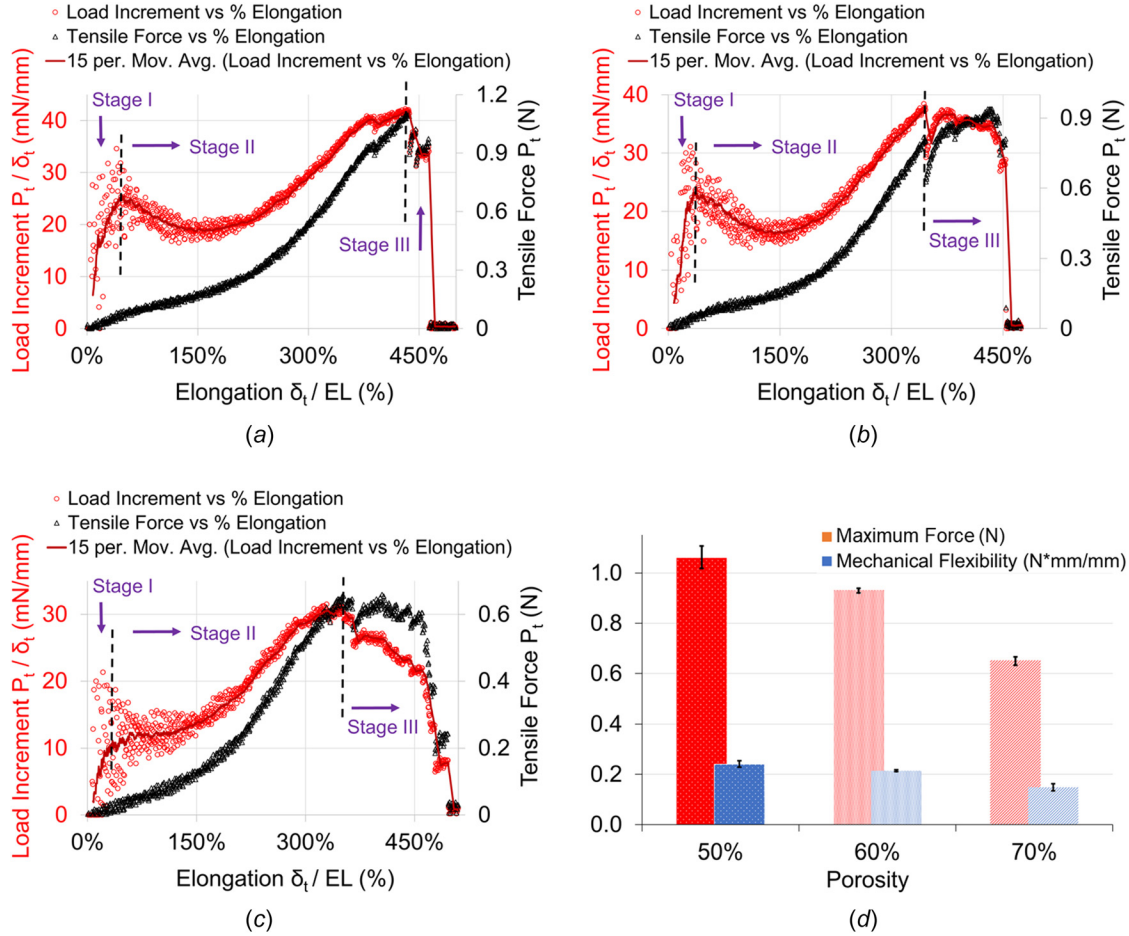 Load Increment vs % Elongation
Tensile Force vs % Elongation
15 per. Mov. Avg. (Load Increment vs % Elongation)
Load Increment Pt / δt (mN/mm)
40
30
20
10
0
Stage I
Stage II
Stage III
1.2
0.9
0.6
0.3
0
Tensile Force Pt (N)
0% 150% 300% 450%
Elongation δt / EL (%)
(a)
Load Increment vs % Elongation
Tensile Force vs % Elongation
15 per. Mov. Avg. (Load Increment vs % Elongation)
Load Increment Pt / δt (mN/mm)
40
30
20
10
0
Stage I
Stage II
Stage III
0.9
0.6
0.3
0
Tensile Force Pt (N)
0% 150% 300% 450%
Elongation δt / EL (%)
(b)
Load Increment vs % Elongation
Tensile Force vs % Elongation
15 per. Mov. Avg. (Load Increment vs % Elongation)
Load Increment Pt / δt (mN/mm)
30
20
10
0
Stage I
Stage II
Stage III
0.6
0.4
0.2
0
Tensile Force Pt (N)
0% 150% 300% 450%
Elongation δt / EL (%)
(c)
Maximum Force (N)
Mechanical Flexibility (N*mm/mm)
1.0
0.8
0.6
0.4
0.2
0.0
50% 60% 70%
Porosity
(d)